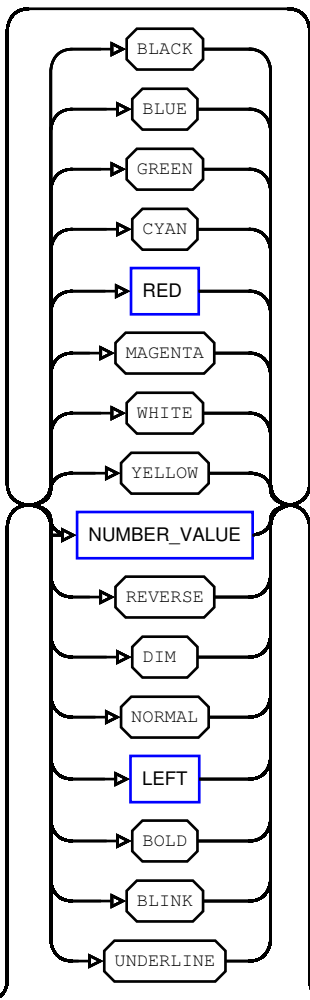 BLACK
BLUE
GREEN
CYAN
RED
MAGENTA
WHITE
YELLOW
NUMBER_VALUE
REVERSE
DIM
NORMAL
LEFT
BOLD
BLINK
UNDERLINE